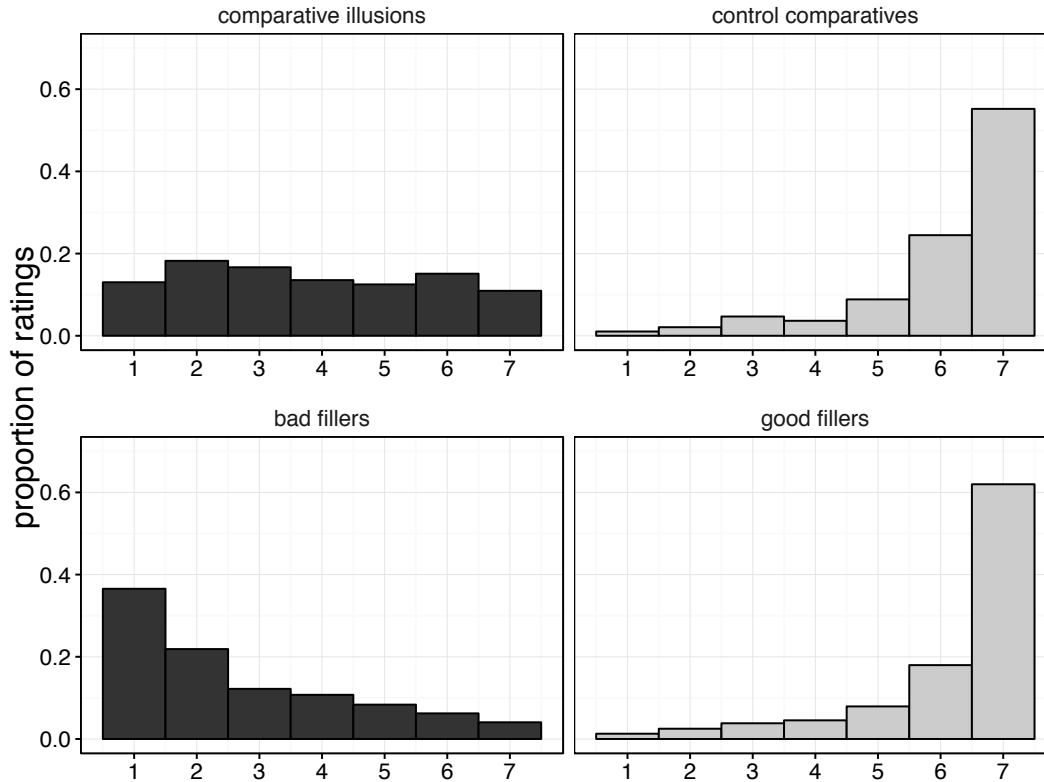 comparative illusions
control comparatives
0.6
0.4
0.2
0.0
1 2 3 4 5 6 7
1 2 3 4 5 6 7
proportion of ratings
bad fillers
good fillers
0.6
0.4
0.2
0.0
1 2 3 4 5 6 7
1 2 3 4 5 6 7